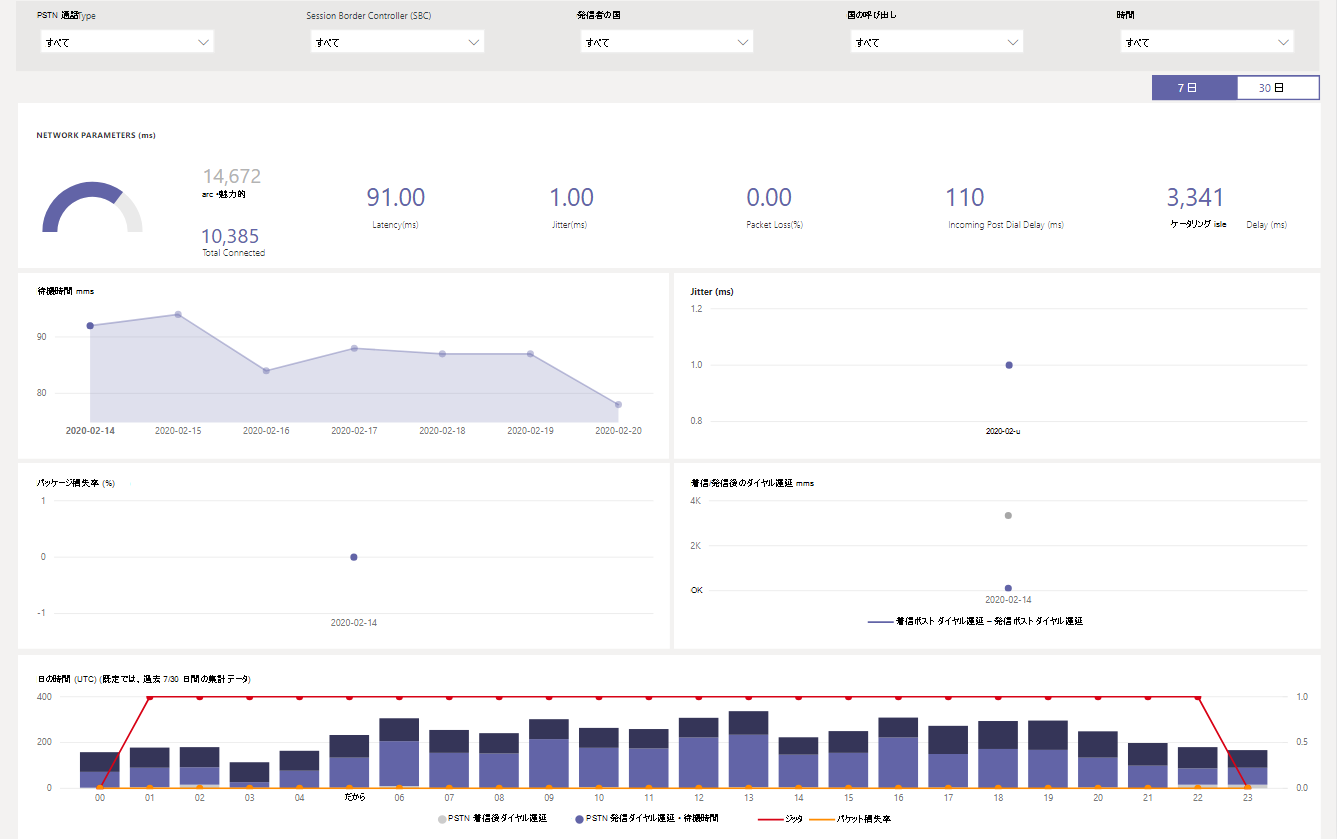 PSTN 通話Type
Session Border Controller (SBC)
発信者の国
国の呼び出し
時間
すべて
すべて
すべて
すべて
すべて
7 日
30 日
NETWORK PARAMETERS (ms)
14,672
arc •魅力的
10,385
Total Connected
91.00
Latency(ms)
1.00
Jitter(ms)
0.00
Packet Loss(%)
110
Incoming Post Dial Delay (ms)
3,341
ケータリング isle Delay (ms)
待機時間 mms
90
80
2020-02-14 2020-02-15 2020-02-16 2020-02-17 2020-02-18 2020-02-19 2020-02-20
Jitter (ms)
1.2
1.0
0.8
2020-02-u
パッケージ損失率 (%)
1
0
-1
2020-02-14
着信/発信後のダイヤル遅延 mms
4K
2K
OK
2020-02-14
着信ポスト ダイヤル遅延 – 発信ポストダイヤル遅延
日の時間 (UTC) (既定では、過去 7/30 日間の集計データ)
400
200
0
1.0
0.5
0.0
00 01 02 03 04 だから 06 07 08 09 10 11 12 13 14 15 16 17 18 19 20 21 22 23
PSTN 着信後ダイヤル遅延 PSTN 発信ダイヤル遅延・待機時間 ジッタ パケット損失率